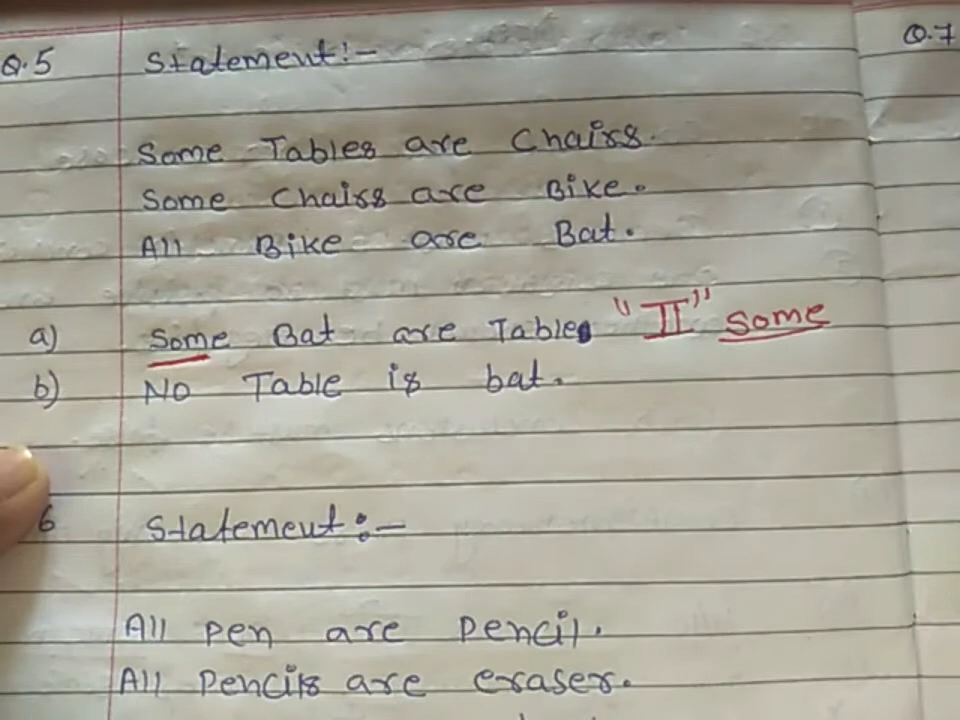 Q.5 Statement:-
Q.7
Some Tables are Chairs.
Some Chairs are Bike.
All Bike are Bat.
a) Some Bat are Tables "II" Some
b) No Table is bat.
6 Statement:-
All pen are pencil.
All pencils are eraser.